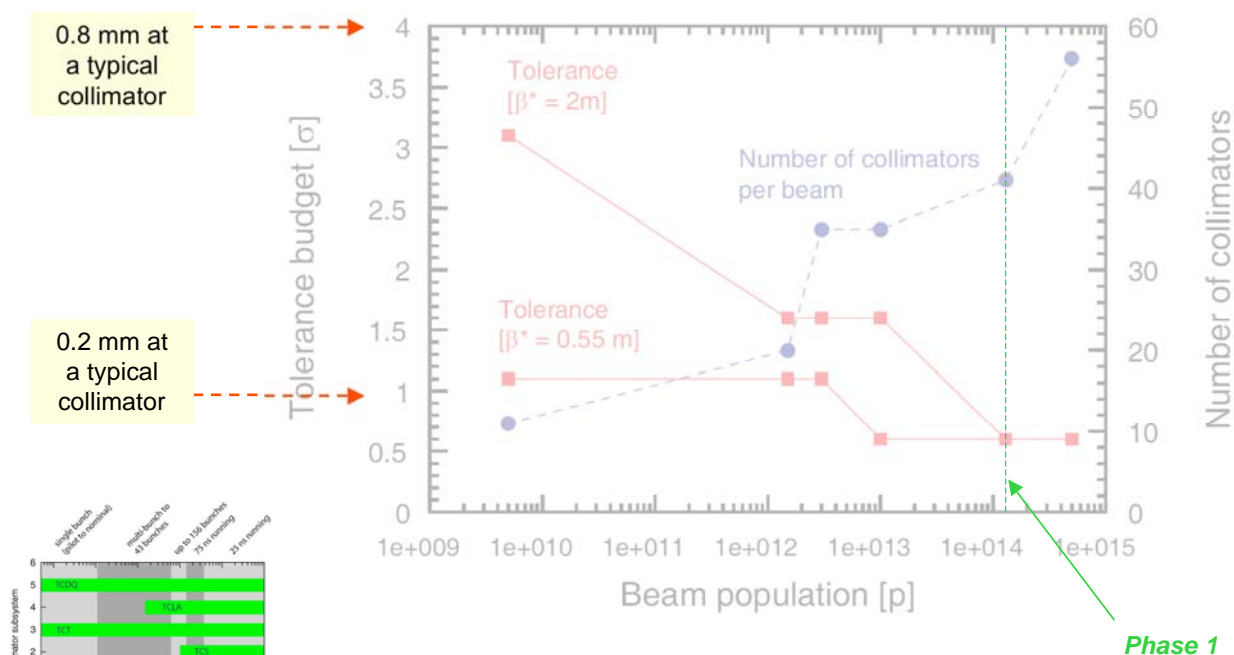 0.8 mm at
a typical
collimator
0.2 mm at
a typical
collimator
Tolerance budget [σ]
4
3.5
3
2.5
2
1.5
1
0.5
0
Tolerance
[β* = 2m]
Number of collimators
per beam
Tolerance
[β* = 0.55 m]
60
50
40
30
20
10
0
Number of collimators
1e+009 1e+010 1e+011 1e+012 1e+013 1e+014 1e+015
Beam population [p]
Phase 1
single bunch
(pilot to nominal)
multi-bunch to
43 bunches
up to 156 bunches
75 ns running
25 ns running
6
5
4
3
2
TCDQ
TCLA
TCT
TCS
subsystem